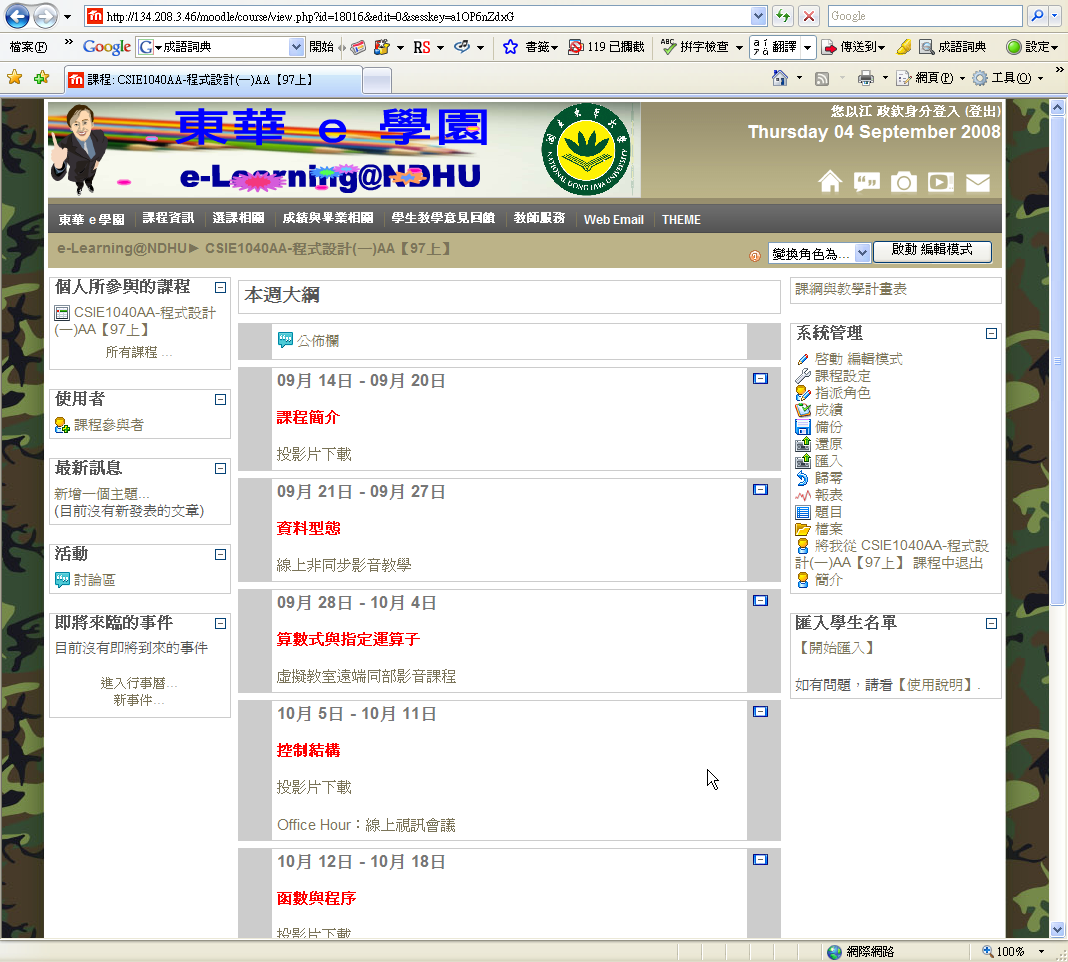 http://134.208.3.46/moodle/course/view.php?id=18016&edit=0&sesskey=a1OP6nZdxG
Google
檔案(F)
»
Google
G
成語詞典
開始
RS
書籤
119 已攔截
拼字檢查
翻譯
傳送到
成語詞典
設定
課程: CSIE1040AA-程式設計(一)AA【97上】
網頁(P)
工具(O)
»
東華 e 學園
e-Learning@NDHU
國立東華大學
NATIONAL DONG HWA UNIVERSITY
您以江 政欽身分登入 (登出)
Thursday 04 September 2008
東華 e 學園
課程資訊
選課相關
成績與畢業相關
學生教學意見回饋
教師服務
Web Email
THEME
e-Learning@NDHU► CSIE1040AA-程式設計(一)AA【97上】
變換角色為...
啟動 編輯模式
個人所參與的課程
CSIE1040AA-程式設計
(一)AA【97上】
所有課程 ...
使用者
課程參與者
最新訊息
新增一個主題...
(目前沒有新發表的文章)
活動
討論區
即將來臨的事件
目前沒有即將到來的事件
進入行事曆...
新事件...
本週大綱
公佈欄
09月 14日 - 09月 20日
課程簡介
投影片下載
09月 21日 - 09月 27日
資料型態
線上非同步影音教學
09月 28日 - 10月 4日
算數式與指定運算子
虛擬教室遠端同部影音課程
10月 5日 - 10月 11日
控制結構
投影片下載
Office Hour：線上視訊會議
10月 12日 - 10月 18日
函數與程序
投影片下載
課綱與教學計畫表
系統管理
啓動 編輯模式
課程設定
指派角色
成績
備份
還原
匯入
歸零
報表
題目
檔案
將我從 CSIE1040AA-程式設
計(一)AA【97上】 課程中退出
簡介
匯入學生名單
【開始匯入】
如有問題，請看【使用說明】.
網際網路
100%